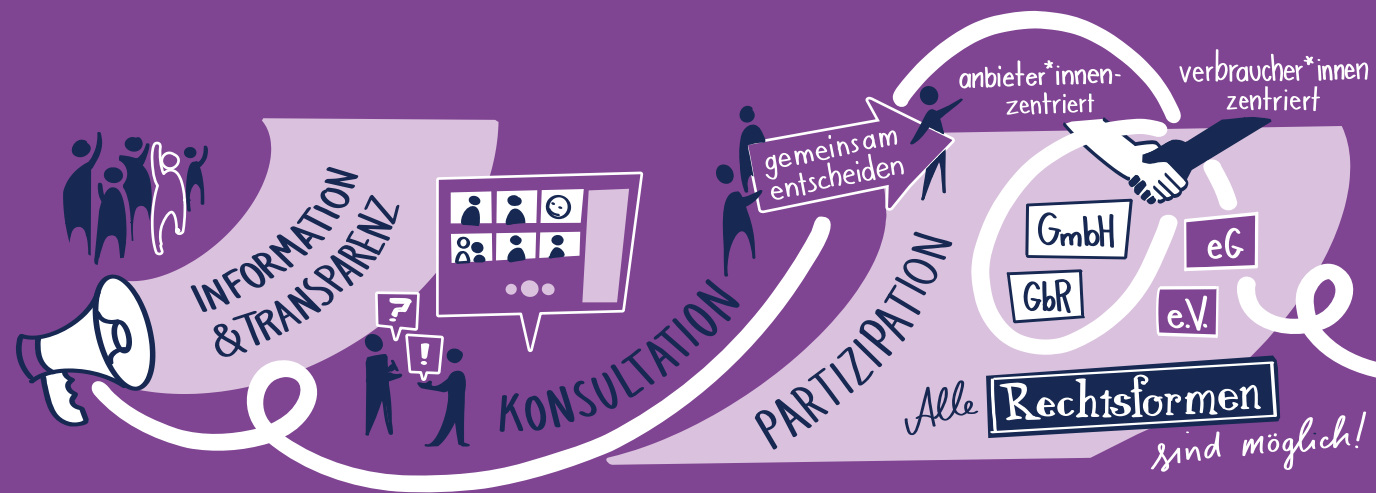 INFORMATION
& TRANSPARENZ
?
!
KONSULTATION
gemeinsam
entscheiden
PARTIZIPATION
anbieter*innen-
zentriert
verbraucher*innen
zentriert
GmbH
GbR
eG
e.V.
Alle Rechtsformen
sind möglich!